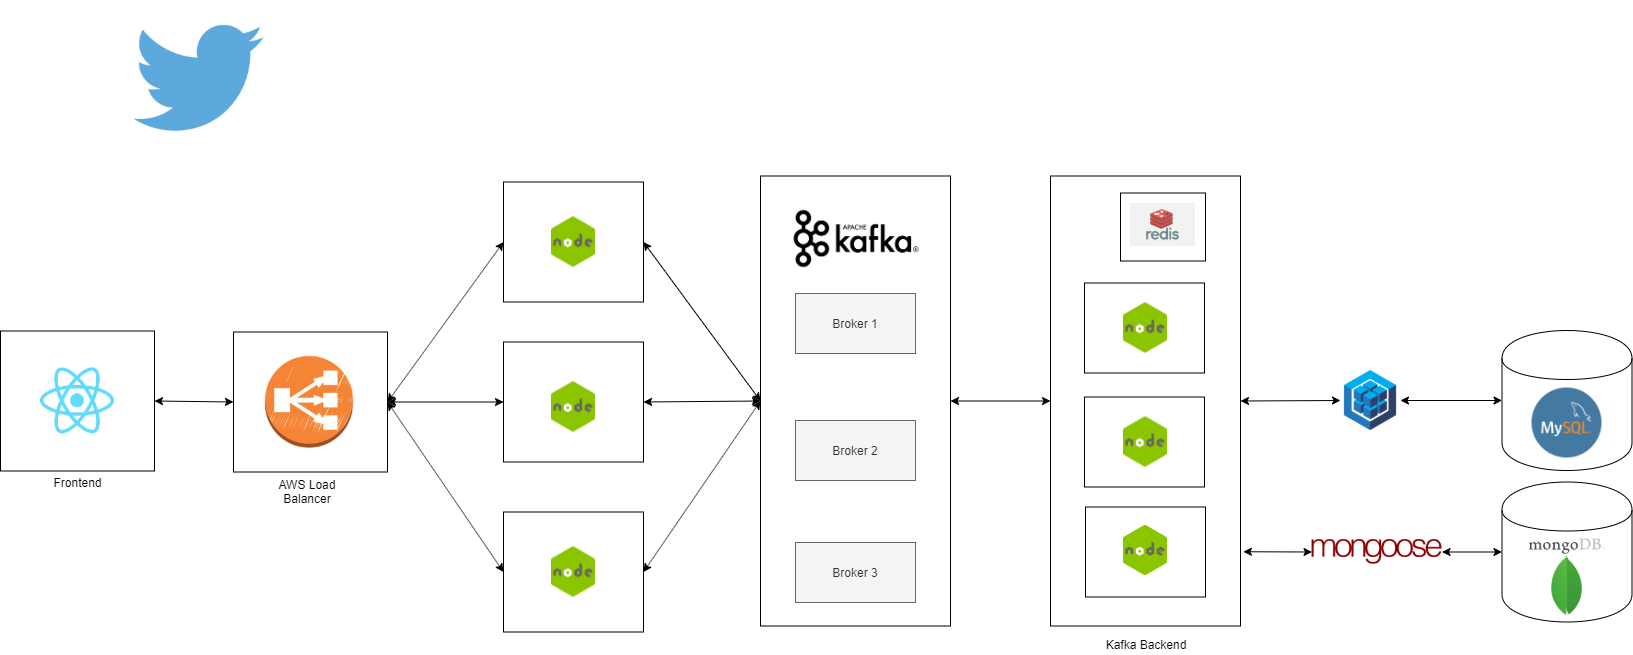 Frontend
AWS Load
Balancer
node
node
node
APACHE
kafka®
Broker 1
Broker 2
Broker 3
redis
node
node
node
Kafka Backend
MySQL
mongoose
mongoDB